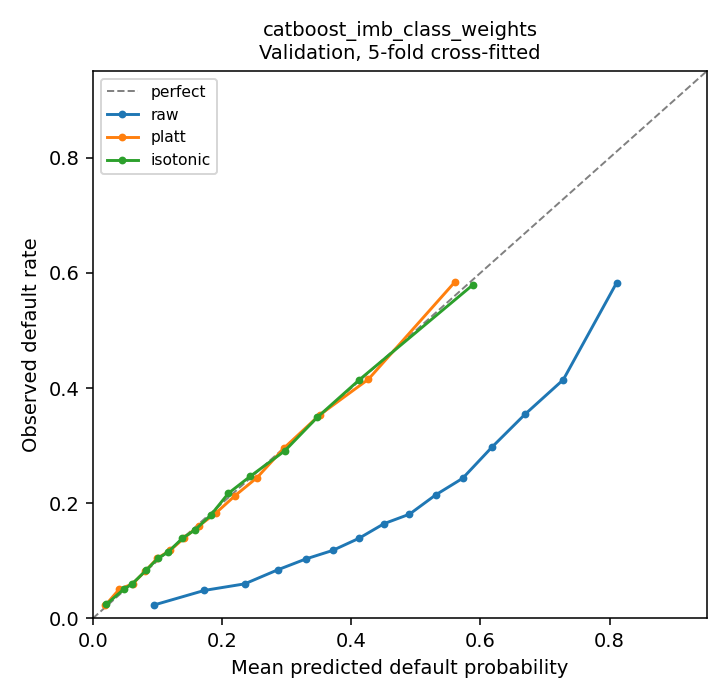 catboost_imb_class_weights
Validation, 5-fold cross-fitted
perfect
raw
platt
isotonic
Observed default rate
0.8
0.6
0.4
0.2
0.0
0.0 0.2 0.4 0.6 0.8
Mean predicted default probability